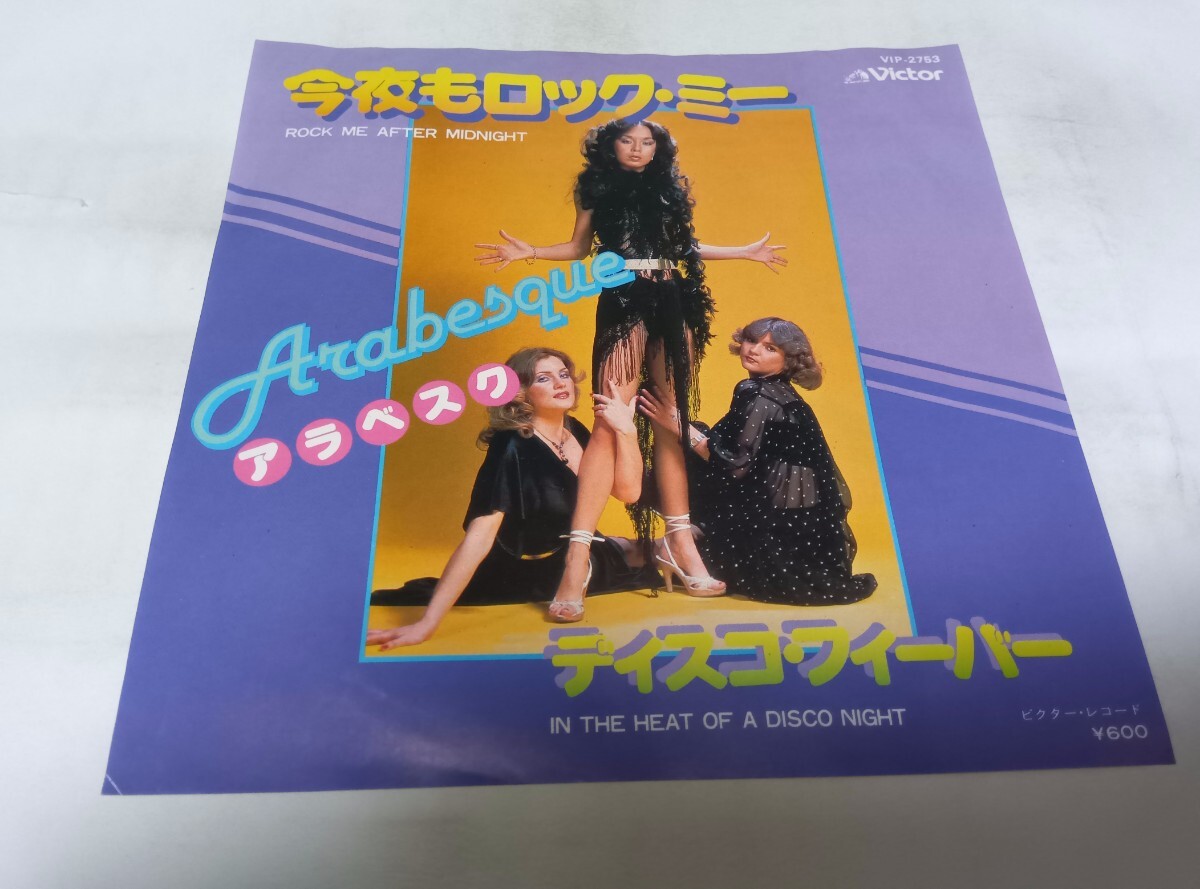 VIP-2753
Victor
今夜もロック・ミー
ROCK ME AFTER MIDNIGHT
Arabesque
アラベスク
ディスコ・フィーバー
IN THE HEAT OF A DISCO NIGHT
ビクター・レコード
¥600